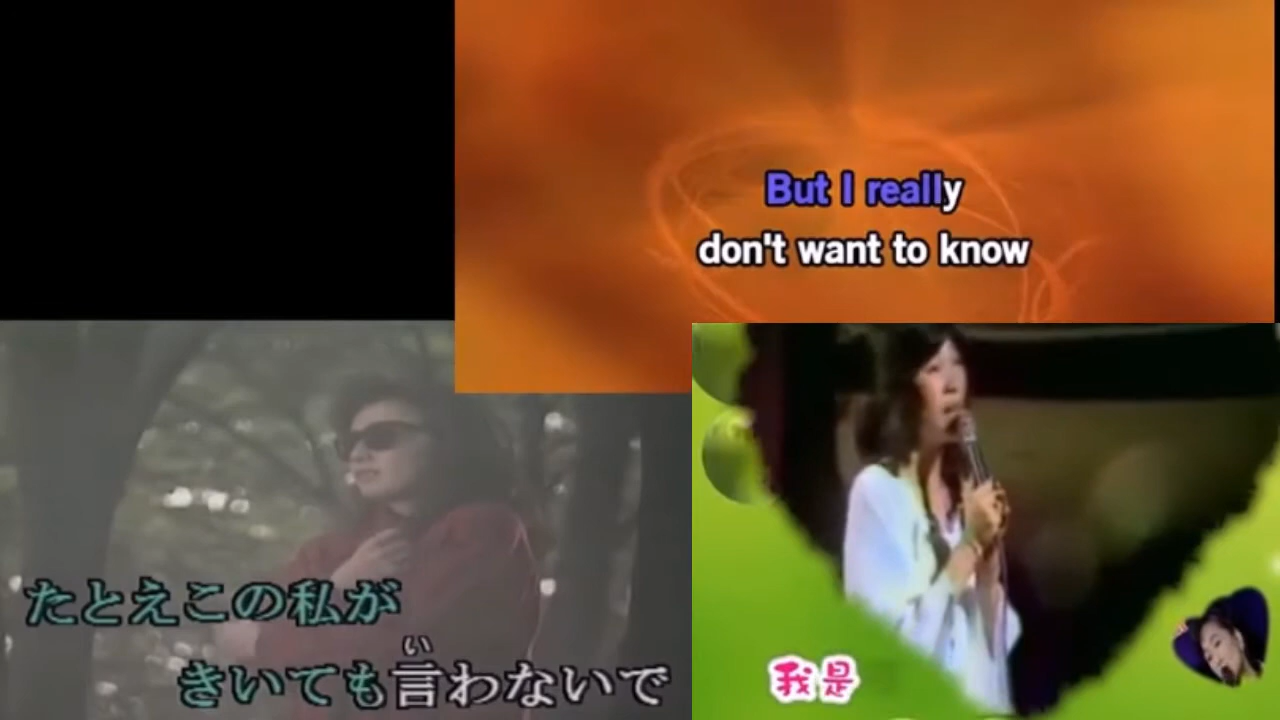 But I really
don't want to know
たとえこの私が
い
きいても言わないで
我是